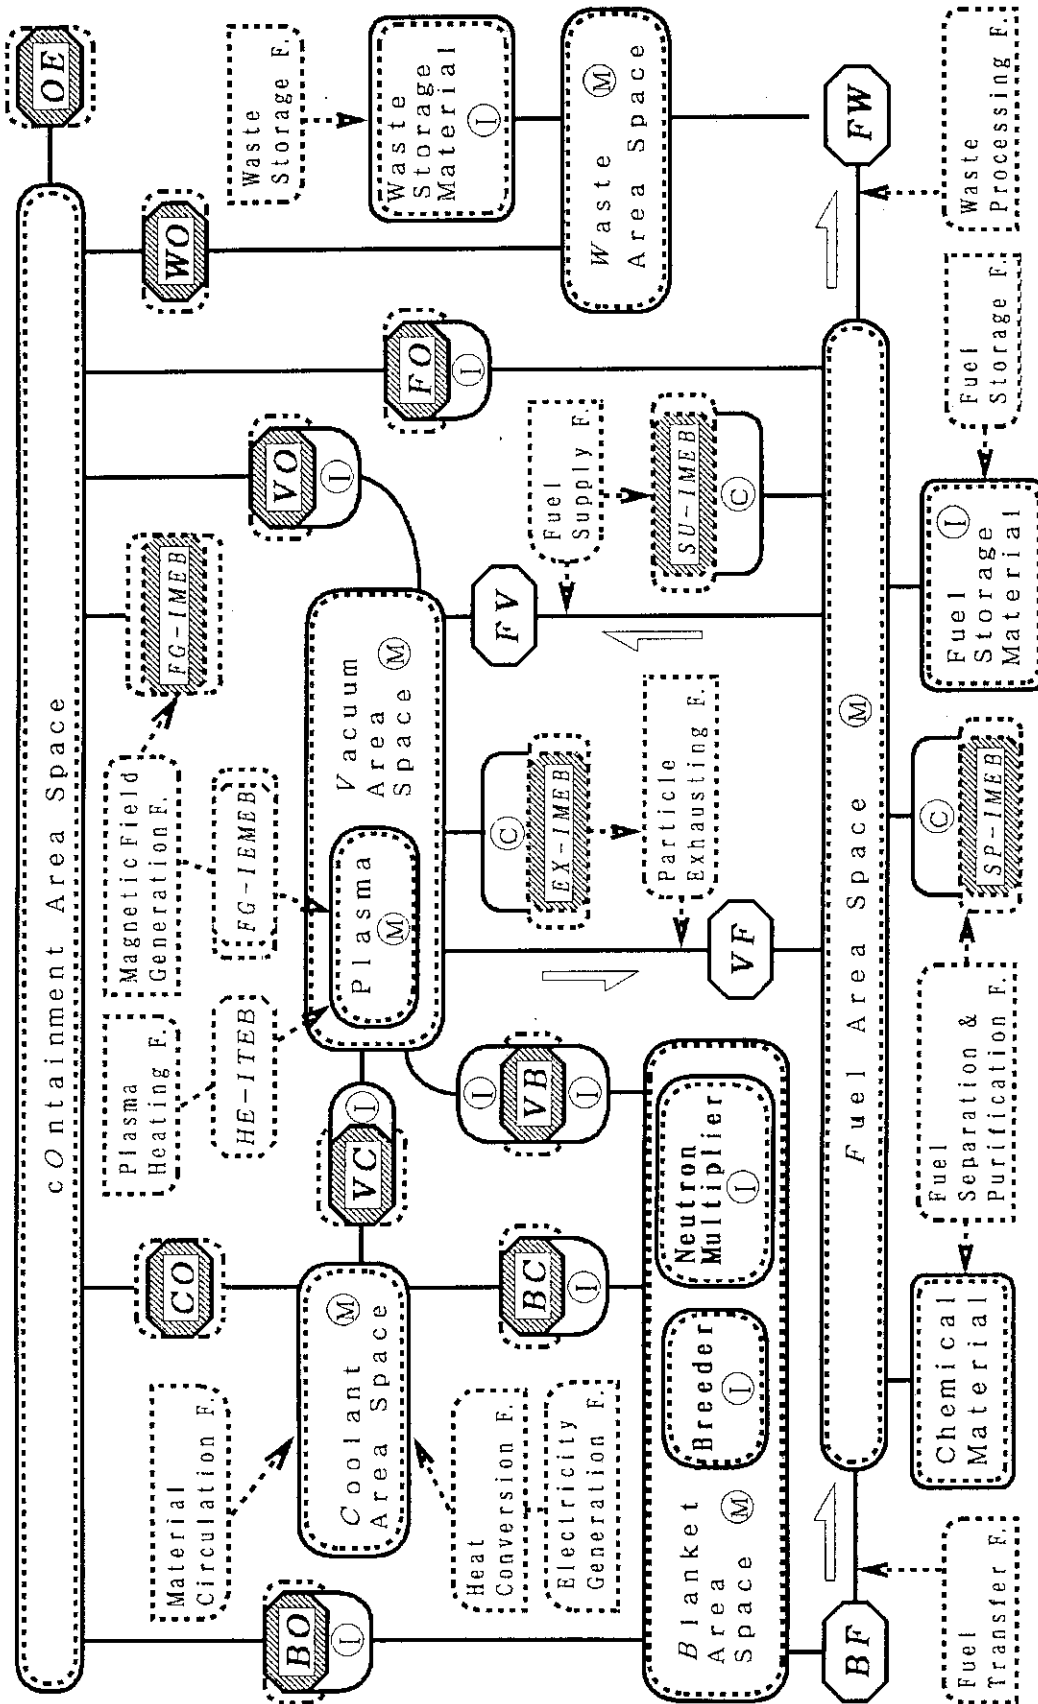 cOntainment Area Space
OE
BO
I
CO
FG-IMEB
VO
I
FO
I
WO
Material
Circulation F.
Plasma
Heating F.
Magnetic Field
Generation F.
HE-ITEB
FG-IEMEB
Waste
Storage F.
Coolant
Area Space
M
VC
I
Plasma
M
Vacuum
Area
Space
M
Waste
Storage
Material
I
Heat
Conversion F.
Electricity
Generation F.
BC
I
I
VB
I
C
EX-IMEB
FV
Fuel
Supply F.
Waste
Area Space
M
Blanket
Area
Space
M
Breeder
I
Neutron
Multiplier
I
VF
Particle
Exhausting F.
SU-IMEB
C
BF
Fuel Area Space
M
FW
Fuel
Transfer F.
Chemical
Material
Fuel
Separation &
Purification F.
C
SP-IMEB
Fuel
Storage
Material
I
Fuel
Storage F.
Waste
Processing F.